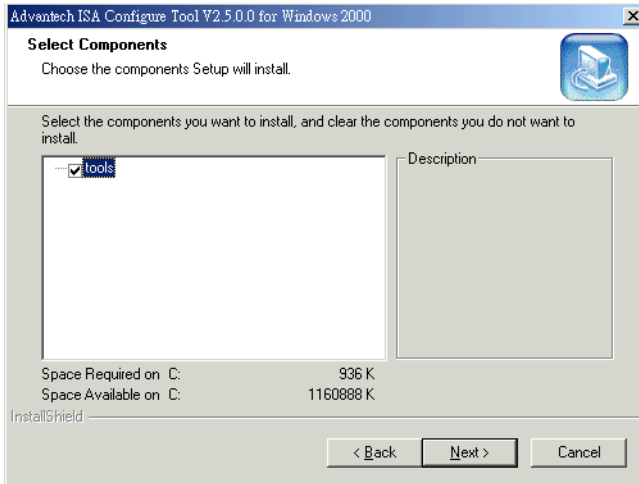 Advantech ISA Configure Tool V2.5.0.0 for Windows 2000
Select Components
Choose the components Setup will install.
Select the components you want to install, and clear the components you do not want to
install.
tools
Description
Space Required on C: 936 K
Space Available on C: 1160888 K
InstallShield
< Back Next > Cancel